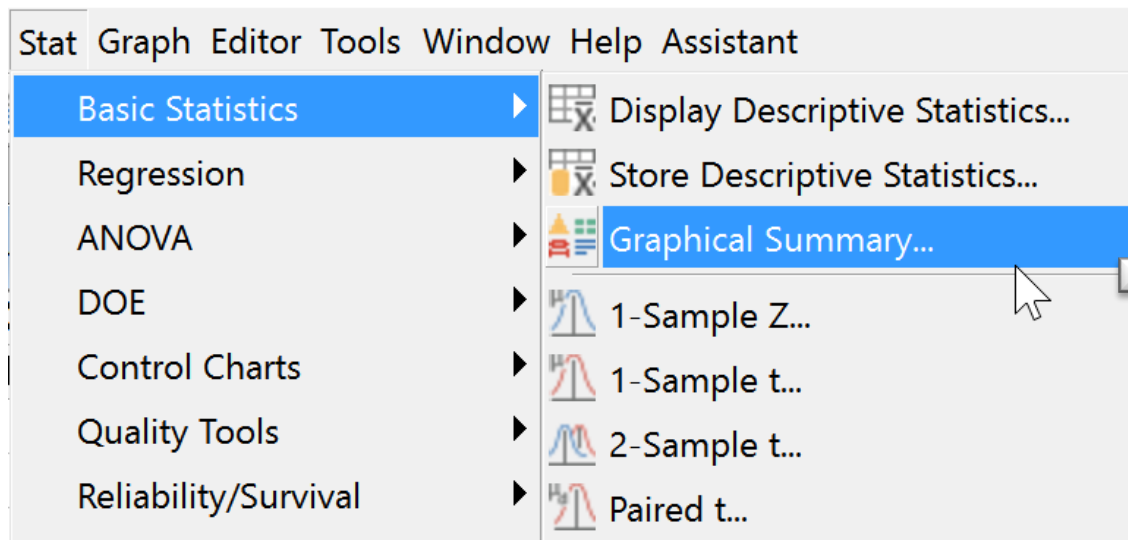 Stat Graph Editor Tools Window Help Assistant
Basic Statistics
Regression
ANOVA
DOE
Control Charts
Quality Tools
Reliability/Survival
Display Descriptive Statistics...
Store Descriptive Statistics...
Graphical Summary...
1-Sample Z...
1-Sample t...
2-Sample t...
Paired t...